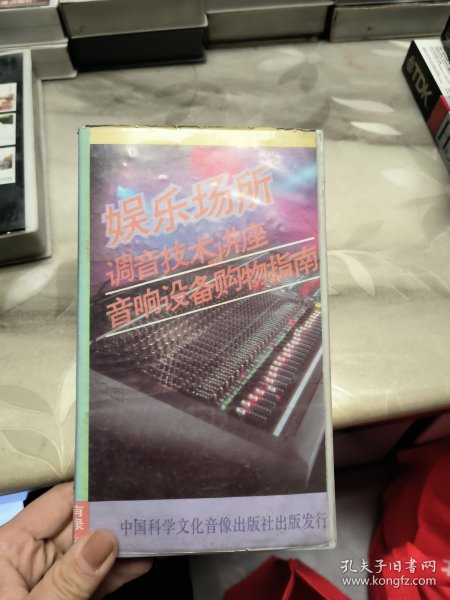 娱乐场所
调音技术讲座
音响设备购物指南
中国科学文化音像出版社出版发行
TDK
孔夫子旧书网
www.kongfz.com